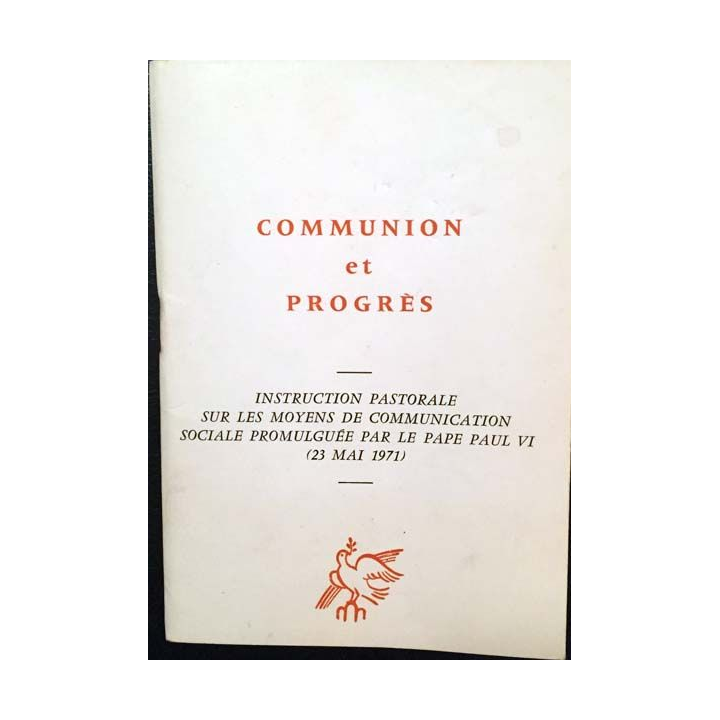 COMMUNION
et
PROGRÈS
INSTRUCTION PASTORALE
SUR LES MOYENS DE COMMUNICATION
SOCIALE PROMULGUÉE PAR LE PAPE PAUL VI
(23 MAI 1971)